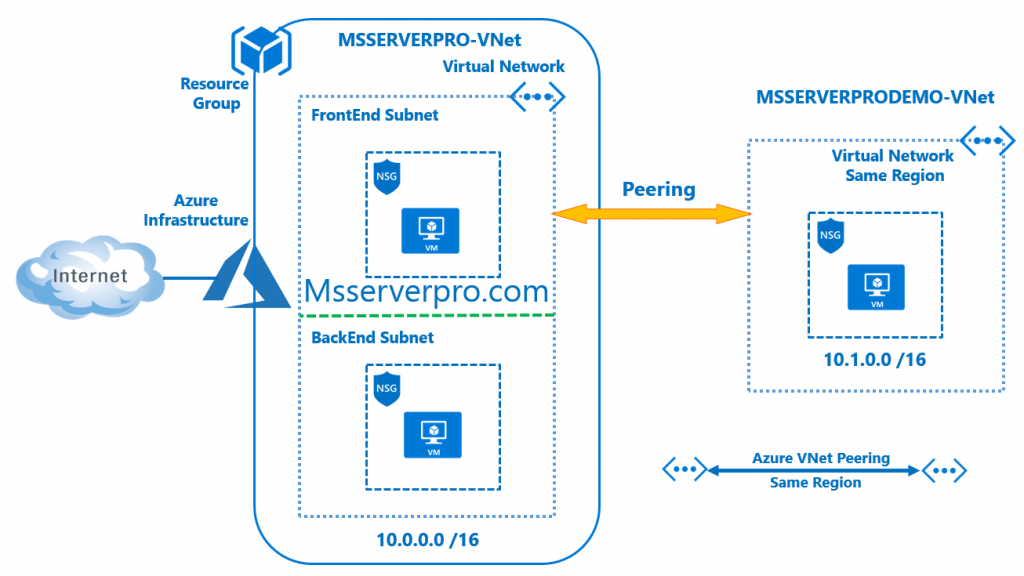 MSSERVERPRO-VNet
Virtual Network
Resource
Group
FrontEnd Subnet
NSG
VM
Azure
Infrastructure
Internet
Msserverpro.com
BackEnd Subnet
NSG
VM
10.0.0.0 /16
Peering
MSSERVERPRODEMO-VNet
Virtual Network
Same Region
NSG
VM
10.1.0.0 /16
Azure VNet Peering
Same Region